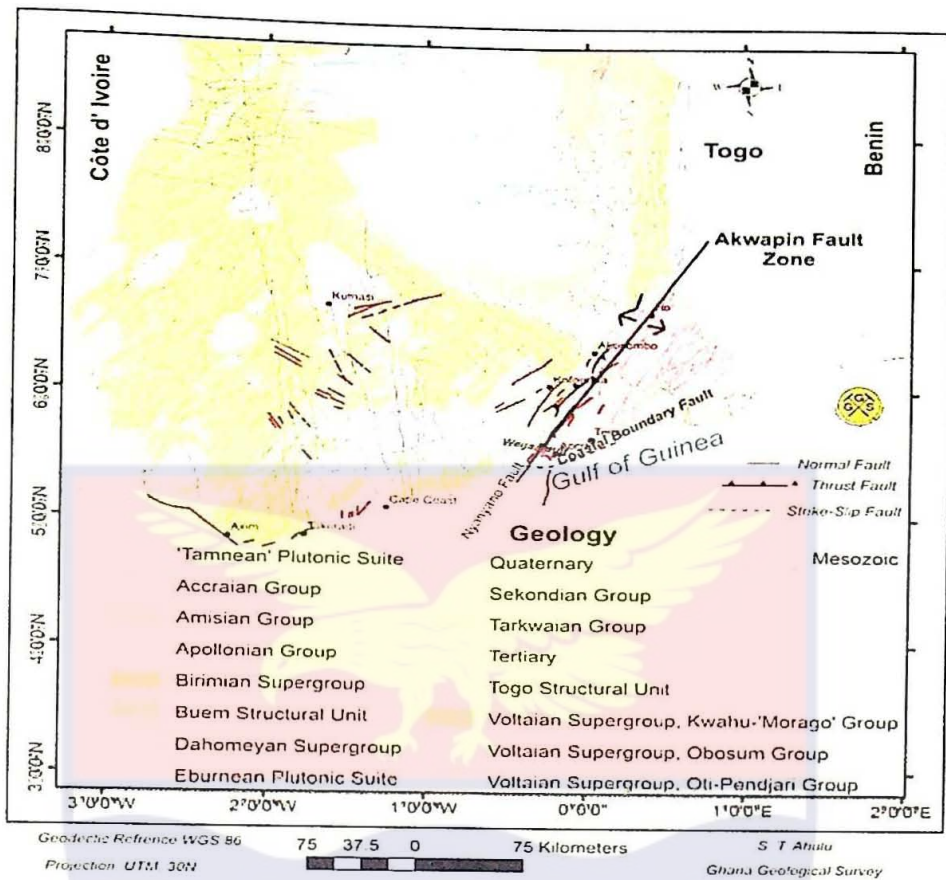 Côte d' Ivoire
Togo
Benin
8°0'0"N
7°0'0"N
6°0'0"N
5°0'0"N
4°0'0"N
3°0'0"N
W
Akwapin Fault
Zone
Kumasi
Akosombo
Koforidua
Coastal Boundary Fault
Gulf of Guinea
Nyanyano Fault
Cape Coast
Axim
Takoradi
GGS
Normal Fault
Thrust Fault
Strike-Slip Fault
Geology
'Tamnean' Plutonic Suite
Accraian Group
Amisian Group
Apollonian Group
Birimian Supergroup
Buem Structural Unit
Dahomeyan Supergroup
Eburnean Plutonic Suite
Quaternary
Sekondian Group
Tarkwaian Group
Tertiary
Togo Structural Unit
Voltaian Supergroup, Kwahu-'Morago' Group
Voltaian Supergroup, Obosum Group
Voltaian Supergroup, Oti-Pendjari Group
Mesozoic
3°0'0"W
2°0'0"W
1°0'0"W
0°0'0"
1°0'0"E
2°0'0"E
Geodectic Refrence WGS 86
Projection UTM 30N
75 37.5 0 75 Kilometers
S T Ahulu
Ghana Geological Survey